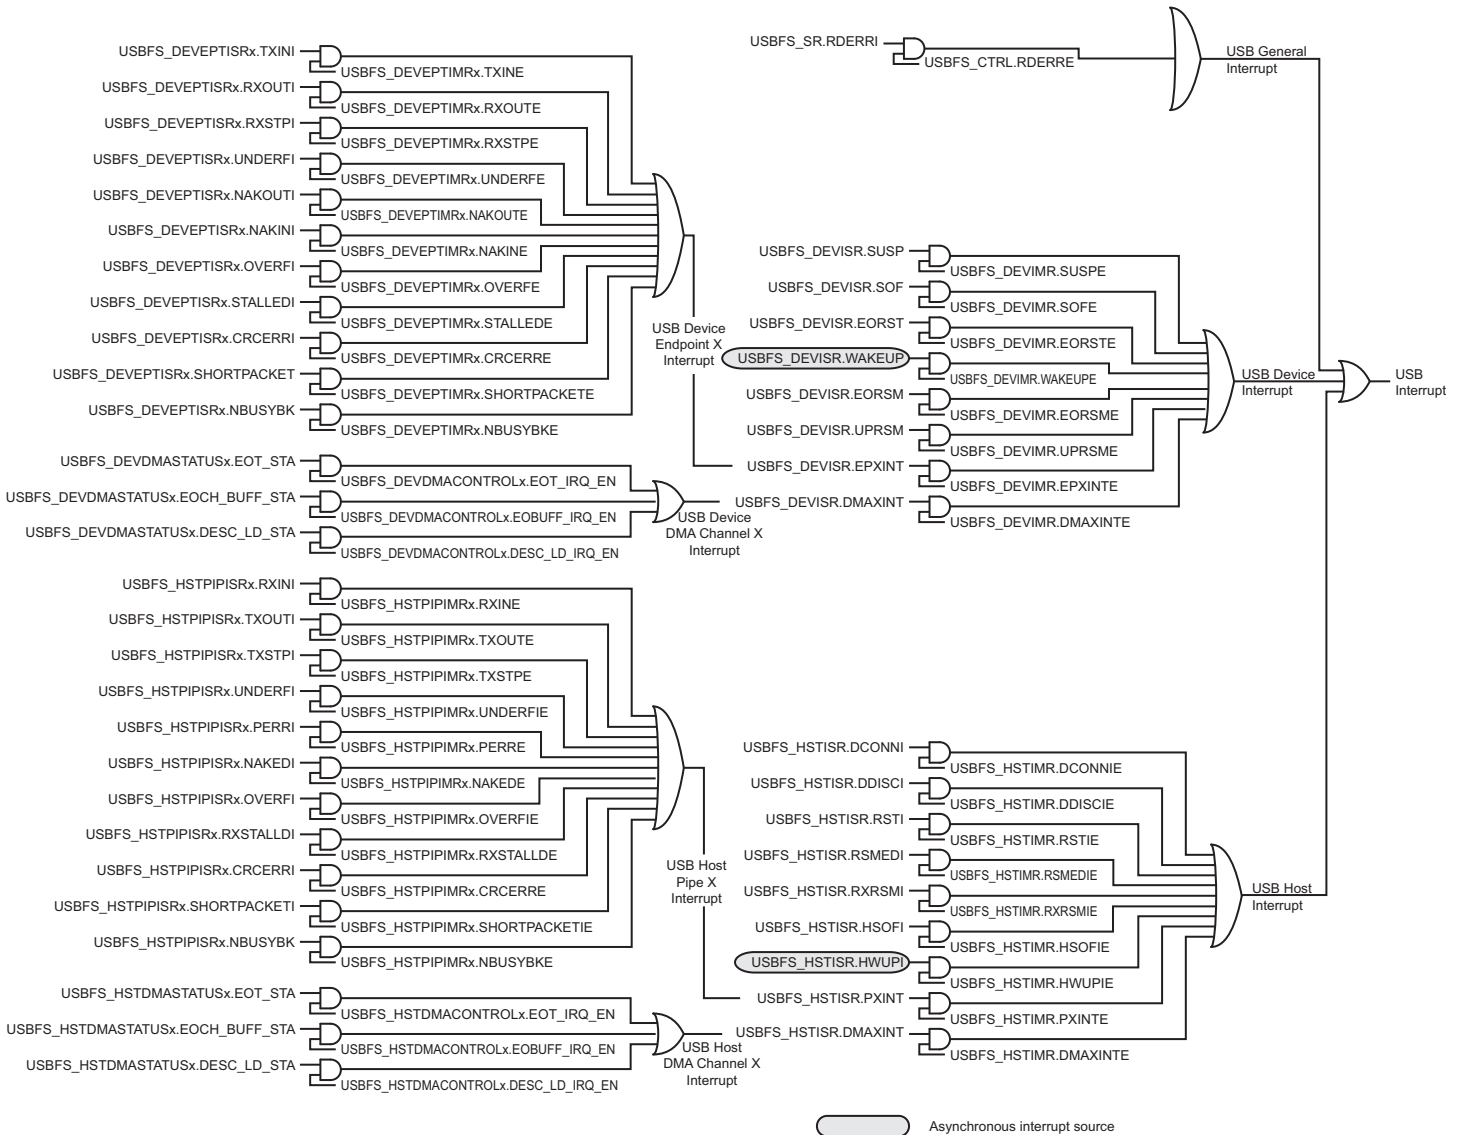 USBFS_DEVEPTISRx.TXINI
USBFS_DEVEPTIMRx.TXINE
USBFS_DEVEPTISRx.RXOUTI
USBFS_DEVEPTIMRx.RXOUTE
USBFS_DEVEPTISRx.RXSTPI
USBFS_DEVEPTIMRx.RXSTPE
USBFS_DEVEPTISRx.UNDERFI
USBFS_DEVEPTIMRx.UNDERFE
USBFS_DEVEPTISRx.NAKOUTI
USBFS_DEVEPTIMRx.NAKOUTE
USBFS_DEVEPTISRx.NAKINI
USBFS_DEVEPTIMRx.NAKINE
USBFS_DEVEPTISRx.OVERFI
USBFS_DEVEPTIMRx.OVERFE
USBFS_DEVEPTISRx.STALLEDI
USBFS_DEVEPTIMRx.STALLEDE
USBFS_DEVEPTISRx.CRCERRI
USBFS_DEVEPTIMRx.CRCERRE
USBFS_DEVEPTISRx.SHORTPACKET
USBFS_DEVEPTIMRx.SHORTPACKETE
USBFS_DEVEPTISRx.NBUSYBK
USBFS_DEVEPTIMRx.NBUSYBKE
USB Device
Endpoint X
Interrupt
USBFS_DEVDMASTATUSx.EOT_STA
USBFS_DEVDMACONTROLx.EOT_IRQ_EN
USBFS_DEVDMASTATUSx.EOCH_BUFF_STA
USBFS_DEVDMACONTROLx.EOBUFF_IRQ_EN
USBFS_DEVDMASTATUSx.DESC_LD_STA
USBFS_DEVDMACONTROLx.DESC_LD_IRQ_EN
USB Device
DMA Channel X
Interrupt
USBFS_HSTPIPISRx.RXINI
USBFS_HSTPIPIMRx.RXINE
USBFS_HSTPIPISRx.TXOUTI
USBFS_HSTPIPIMRx.TXOUTE
USBFS_HSTPIPISRx.TXSTPI
USBFS_HSTPIPIMRx.TXSTPE
USBFS_HSTPIPISRx.UNDERFI
USBFS_HSTPIPIMRx.UNDERFIE
USBFS_HSTPIPISRx.PERRI
USBFS_HSTPIPIMRx.PERRE
USBFS_HSTPIPISRx.NAKEDI
USBFS_HSTPIPIMRx.NAKEDE
USBFS_HSTPIPISRx.OVERFI
USBFS_HSTPIPIMRx.OVERFIE
USBFS_HSTPIPISRx.RXSTALLDI
USBFS_HSTPIPIMRx.RXSTALLDE
USBFS_HSTPIPISRx.CRCERRI
USBFS_HSTPIPIMRx.CRCERRE
USBFS_HSTPIPISRx.SHORTPACKETI
USBFS_HSTPIPIMRx.SHORTPACKETIE
USBFS_HSTPIPISRx.NBUSYBK
USBFS_HSTPIPIMRx.NBUSYBKE
USB Host
Pipe X
Interrupt
USBFS_HSTDMASTATUSx.EOT_STA
USBFS_HSTDMACONTROLx.EOT_IRQ_EN
USBFS_HSTDMASTATUSx.EOCH_BUFF_STA
USBFS_HSTDMACONTROLx.EOBUFF_IRQ_EN
USBFS_HSTDMASTATUSx.DESC_LD_STA
USBFS_HSTDMACONTROLx.DESC_LD_IRQ_EN
USB Host
DMA Channel X
Interrupt
USBFS_SR.RDERRI
USBFS_CTRL.RDERRE
USB General
Interrupt
USBFS_DEVISR.SUSP
USBFS_DEVIMR.SUSPE
USBFS_DEVISR.SOF
USBFS_DEVIMR.SOFE
USBFS_DEVISR.EORST
USBFS_DEVIMR.EORSTE
USBFS_DEVISR.WAKEUP
USBFS_DEVIMR.WAKEUPE
USBFS_DEVISR.EORSM
USBFS_DEVIMR.EORSME
USBFS_DEVISR.UPRSM
USBFS_DEVIMR.UPRSME
USBFS_DEVISR.EPXINT
USBFS_DEVIMR.EPXINTE
USBFS_DEVISR.DMAXINT
USBFS_DEVIMR.DMAXINTE
USB Device
Interrupt
USB
Interrupt
USBFS_HSTISR.DCONNI
USBFS_HSTIMR.DCONNIE
USBFS_HSTISR.DDISCI
USBFS_HSTIMR.DDISCIE
USBFS_HSTISR.RSTI
USBFS_HSTIMR.RSTIE
USBFS_HSTISR.RSMEDI
USBFS_HSTIMR.RSMEDIE
USBFS_HSTISR.RXRSMI
USBFS_HSTIMR.RXRSMIE
USBFS_HSTISR.HSOFI
USBFS_HSTIMR.HSOFIE
USBFS_HSTISR.HWUPI
USBFS_HSTIMR.HWUPIE
USBFS_HSTISR.PXINT
USBFS_HSTIMR.PXINTE
USBFS_HSTISR.DMAXINT
USBFS_HSTIMR.DMAXINTE
USB Host
Interrupt
Asynchronous interrupt source